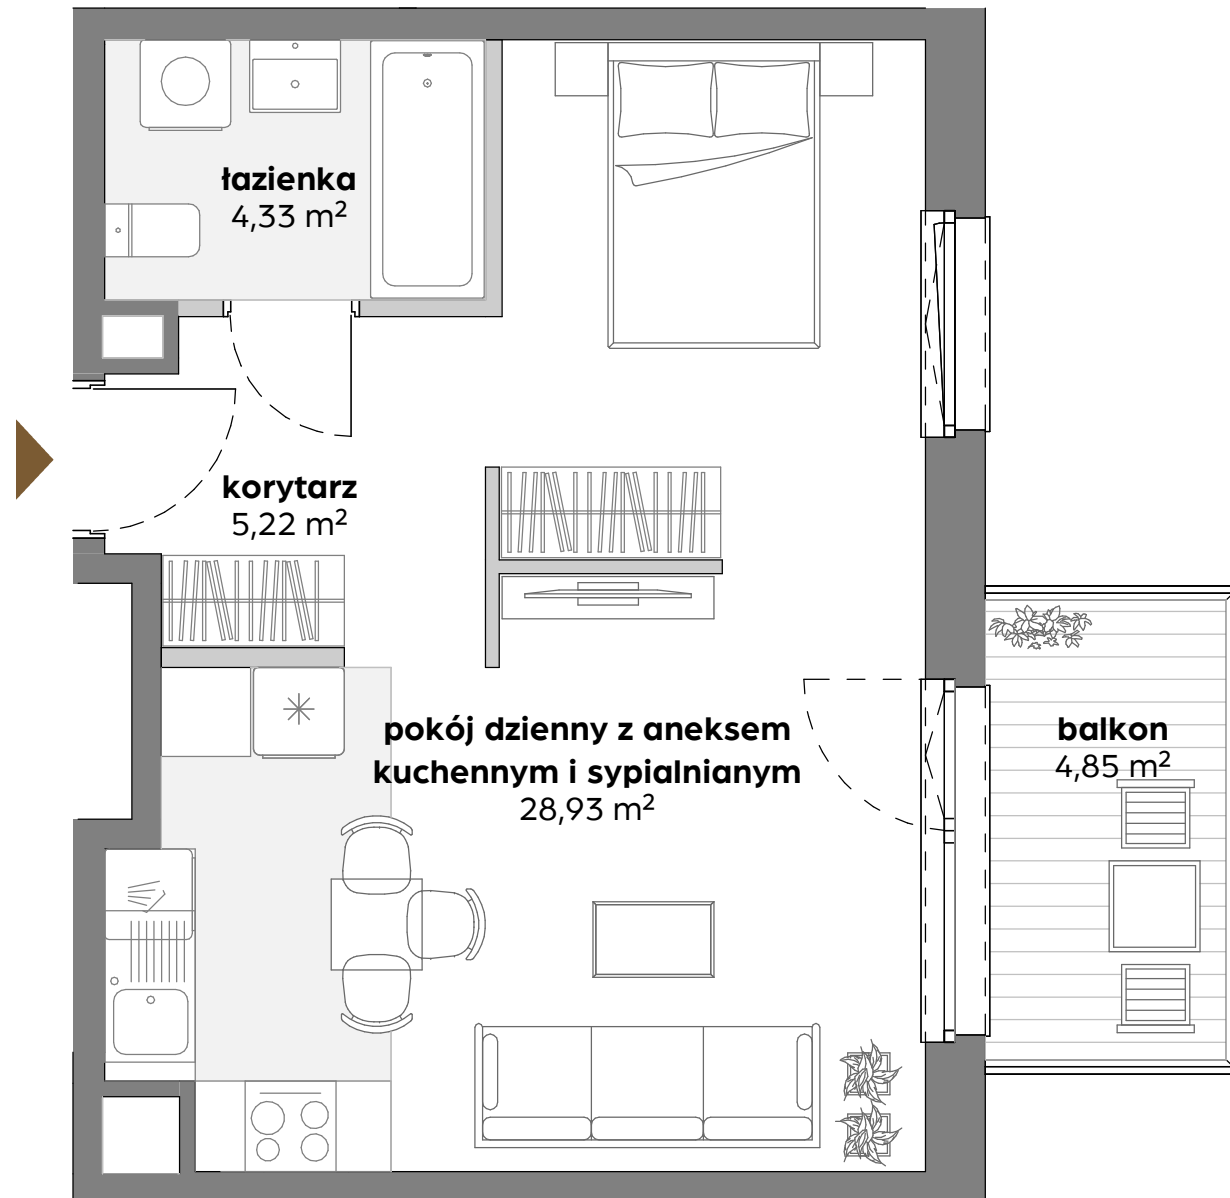 łazienka
4,33 m²
korytarz
5,22 m²
pokój dzienny z aneksem
kuchennym i sypialnianym
28,93 m²
balkon
4,85 m²